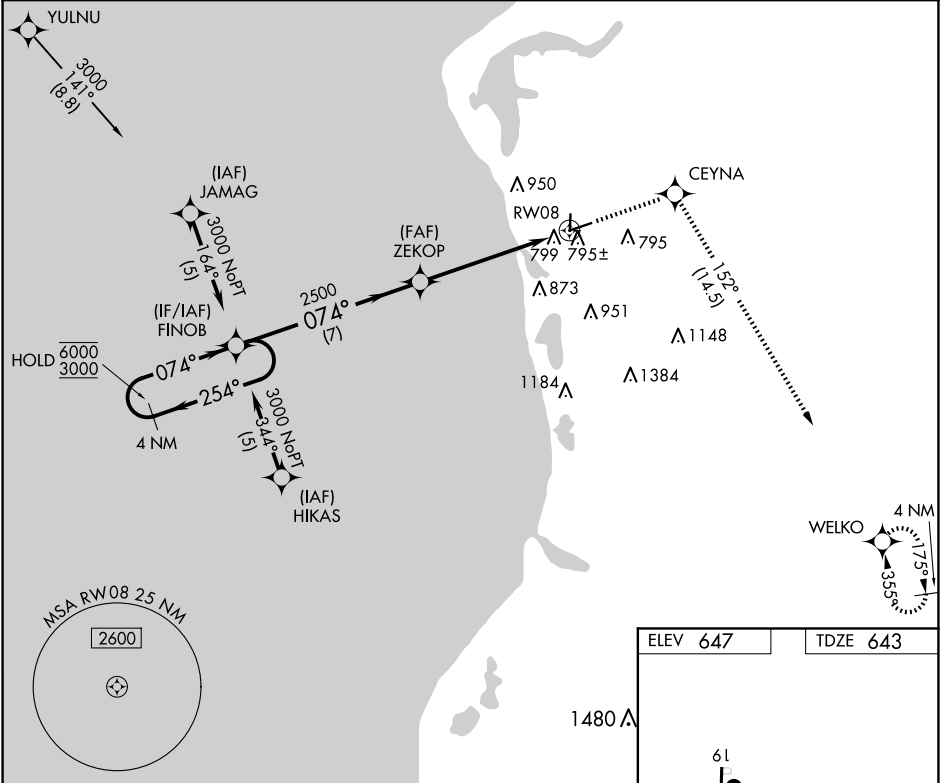 YULNU
3000
141°
(8.8)
(IAF)
JAMAG
3000 NoPT
164°
(5)
(IF/IAF)
FINOB
HOLD 6000
3000
074°
254°
4 NM
3000 NoPT
344°
(5)
(IAF)
HIKAS
2500
074°
(7)
(FAF)
ZEKOP
950
RW08
799
795±
795
CEYNA
873
951
1148
1184
1384
152°
(14.5)
WELKO
4 NM
175°
355°
MSA RW08 25 NM
2600
1480
ELEV 647
TDZE 643
19